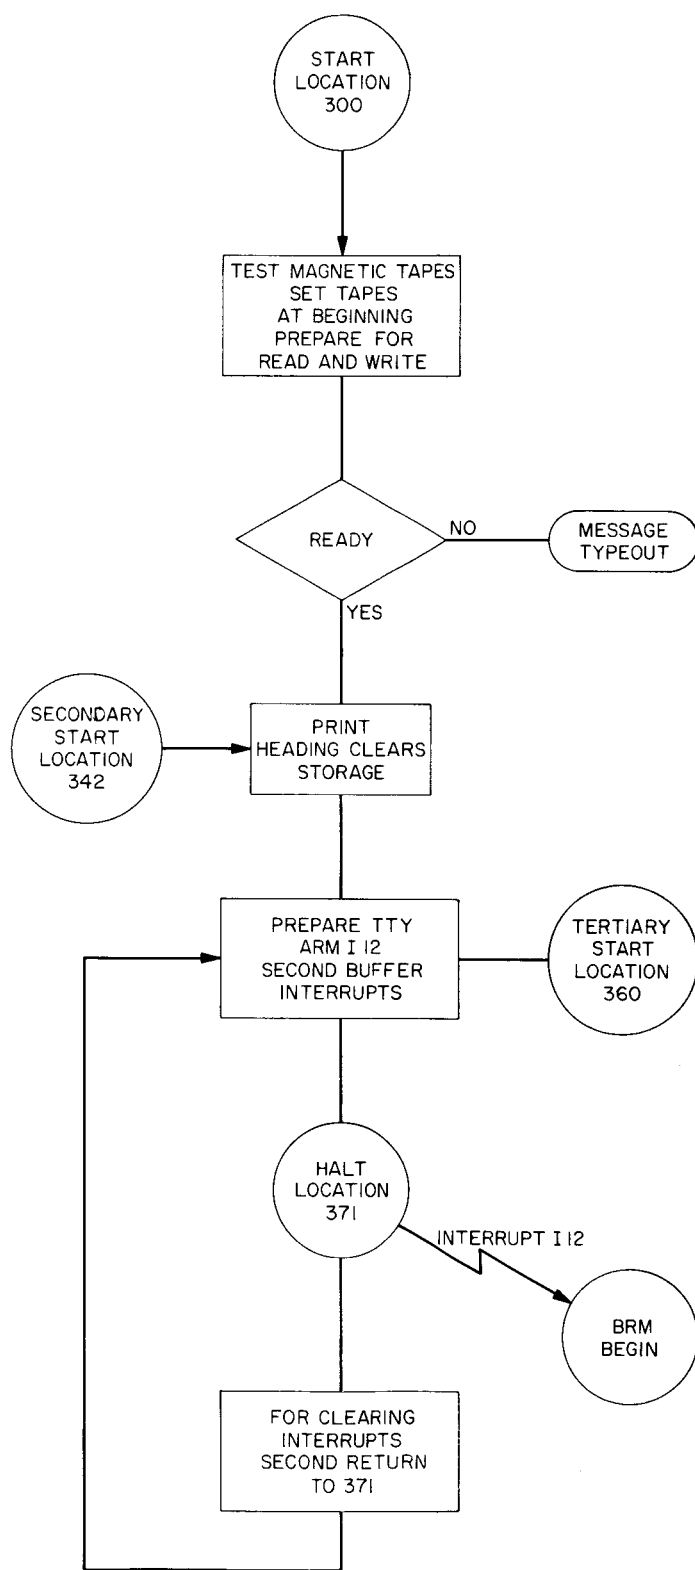 START
LOCATION
300
TEST MAGNETIC TAPES
SET TAPES
AT BEGINNING
PREPARE FOR
READ AND WRITE
READY
NO
MESSAGE
TYPEOUT
YES
SECONDARY
START
LOCATION
342
PRINT
HEADING CLEARS
STORAGE
PREPARE TTY
ARM I 12
SECOND BUFFER
INTERRUPTS
TERTIARY
START
LOCATION
360
HALT
LOCATION
371
INTERRUPT I 12
BRM
BEGIN
FOR CLEARING
INTERRUPTS
SECOND RETURN
TO 371